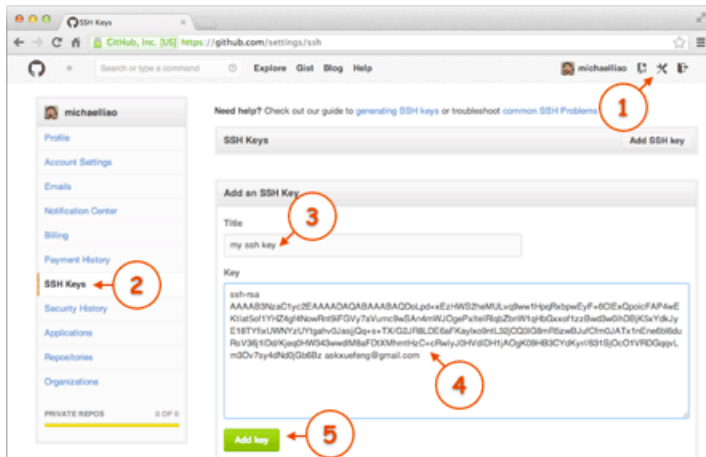 SSH Keys
GitHub, Inc. [US] https://github.com/settings/ssh
Search or type a command
Explore Gist Blog Help
michaelliao
1
michaelliao
Need help? Check out our guide to generating SSH keys or troubleshoot common SSH Problems
Profile
SSH Keys
Add SSH key
Account Settings
Emails
Add an SSH Key
Notification Center
Title
3
Billing
my ssh key
Payment History
Key
SSH Keys
2
ssh-rsa
Security History
Applications
Repositories
askxuefeng@gmail.com
4
Organizations
PRIVATE REPOS
0 OF 0
Add key
5